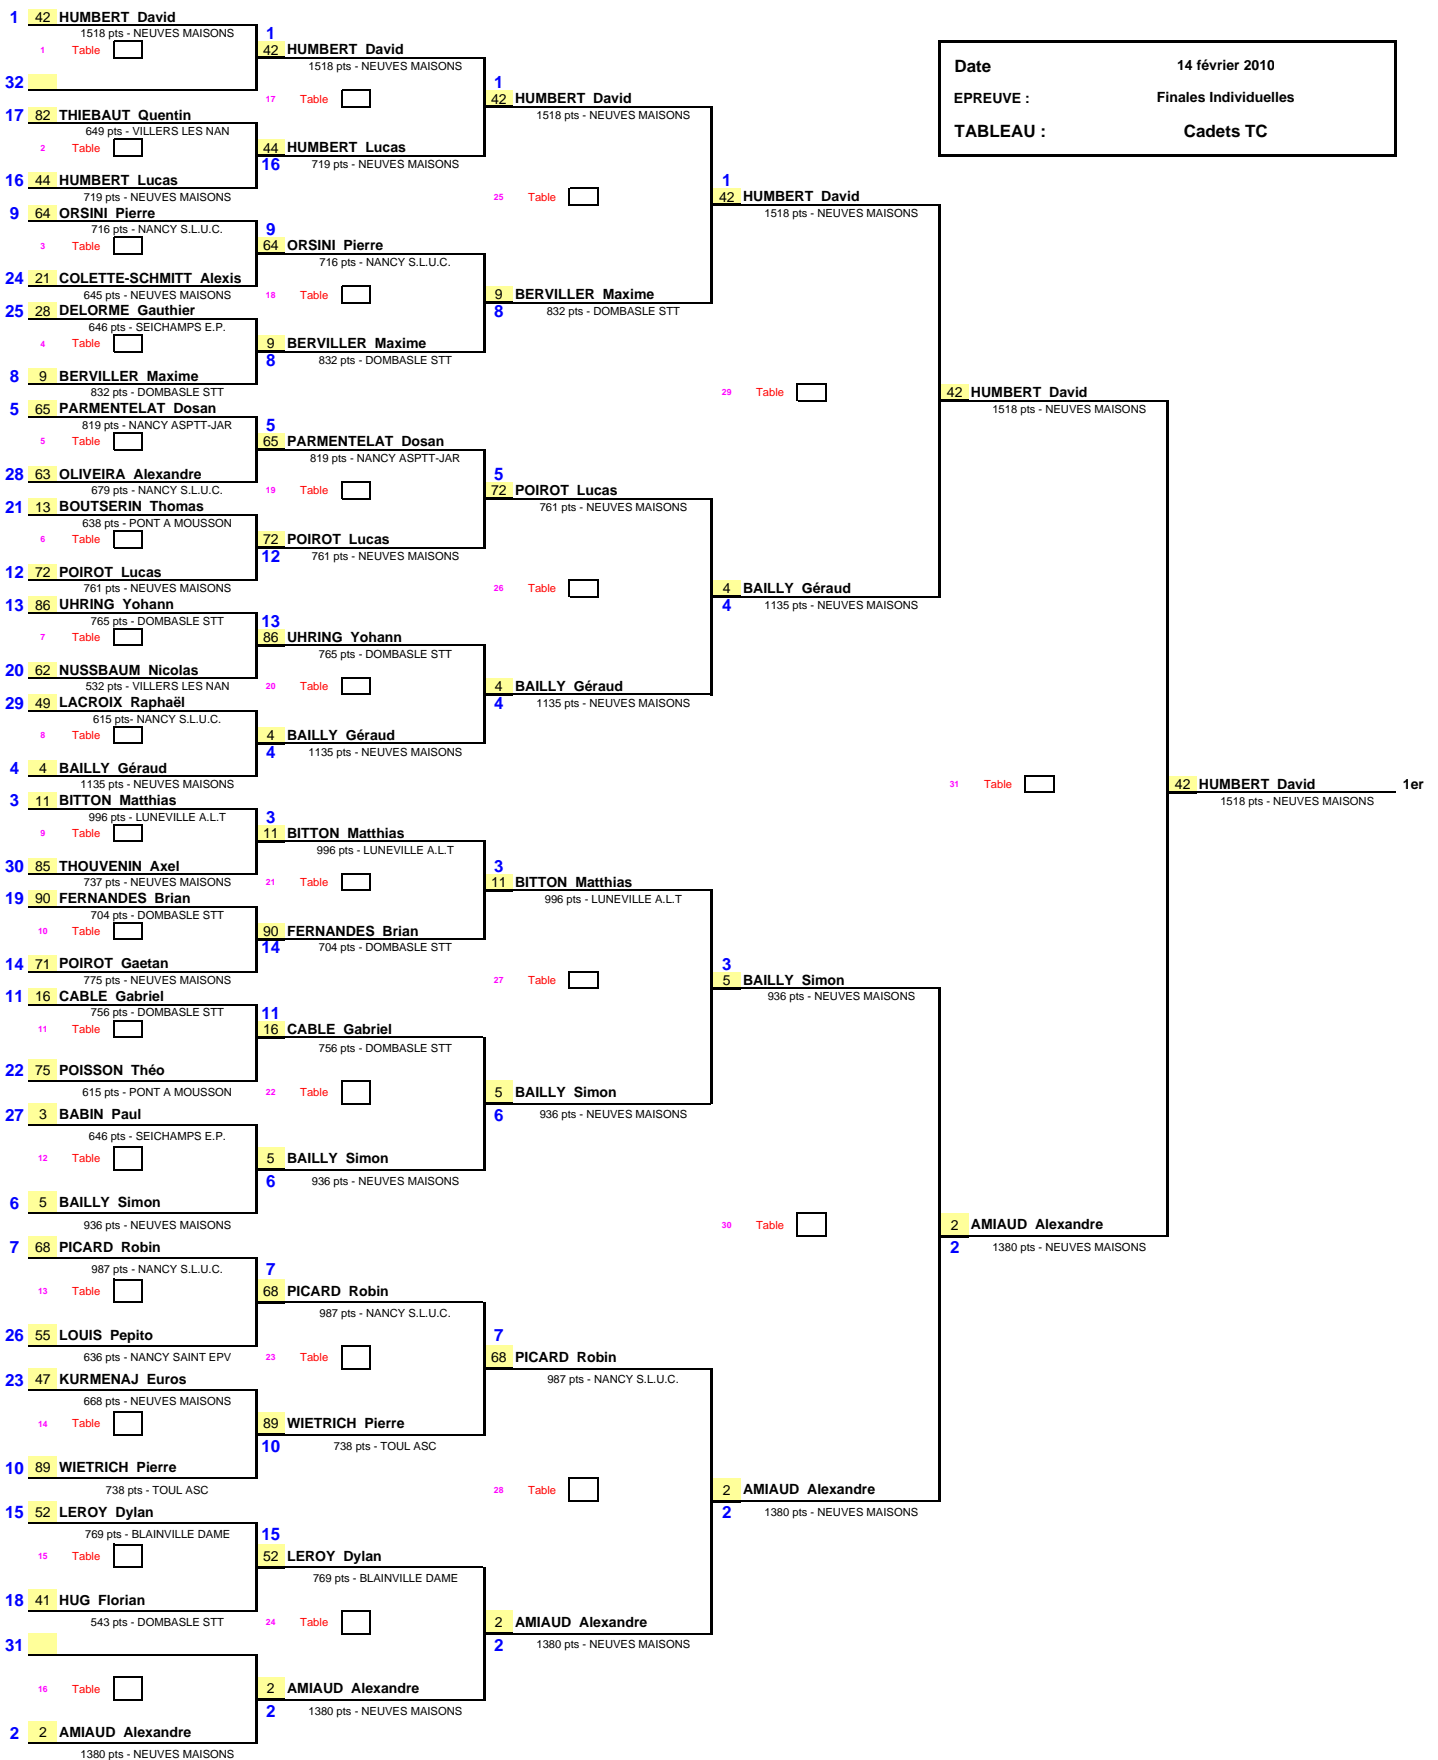 1 42 HUMBERT David
1518 pts - NEUVES MAISONS
1 Table
32
17 82 THIEBAUT Quentin
649 pts - VILLERS LES NAN
2 Table
16 44 HUMBERT Lucas
719 pts - NEUVES MAISONS
9 64 ORSINI Pierre
716 pts - NANCY S.L.U.C.
3 Table
24 21 COLETTE-SCHMITT Alexis
645 pts - NEUVES MAISONS
25 28 DELORME Gauthier
646 pts - SEICHAMPS E.P.
4 Table
8 9 BERVILLER Maxime
832 pts - DOMBASLE STT
5 65 PARMENTELAT Dosan
819 pts - NANCY ASPTT-JAR
5 Table
28 63 OLIVEIRA Alexandre
679 pts - NANCY S.L.U.C.
21 13 BOUTSERIN Thomas
638 pts - PONT A MOUSSON
6 Table
12 72 POIROT Lucas
761 pts - NEUVES MAISONS
13 86 UHRING Yohann
765 pts - DOMBASLE STT
7 Table
20 62 NUSSBAUM Nicolas
532 pts - VILLERS LES NAN
29 49 LACROIX Raphaël
615 pts- NANCY S.L.U.C.
8 Table
4 4 BAILLY Géraud
1135 pts - NEUVES MAISONS
3 11 BITTON Matthias
996 pts - LUNEVILLE A.L.T
9 Table
30 85 THOUVENIN Axel
737 pts - NEUVES MAISONS
19 90 FERNANDES Brian
704 pts - DOMBASLE STT
10 Table
14 71 POIROT Gaetan
775 pts - NEUVES MAISONS
11 16 CABLE Gabriel
756 pts - DOMBASLE STT
11 Table
22 75 POISSON Théo
615 pts - PONT A MOUSSON
27 3 BABIN Paul
646 pts - SEICHAMPS E.P.
12 Table
6 5 BAILLY Simon
936 pts - NEUVES MAISONS
7 68 PICARD Robin
987 pts - NANCY S.L.U.C.
13 Table
26 55 LOUIS Pepito
636 pts - NANCY SAINT EPV
23 47 KURMENAJ Euros
668 pts - NEUVES MAISONS
14 Table
10 89 WIETRICH Pierre
738 pts - TOUL ASC
15 52 LEROY Dylan
769 pts - BLAINVILLE DAME
15 Table
18 41 HUG Florian
543 pts - DOMBASLE STT
31
16 Table
2 2 AMIAUD Alexandre
1380 pts - NEUVES MAISONS
1
42 HUMBERT David
1518 pts - NEUVES MAISONS
17 Table
44 HUMBERT Lucas
16 719 pts - NEUVES MAISONS
9
64 ORSINI Pierre
716 pts - NANCY S.L.U.C.
18 Table
9 BERVILLER Maxime
8 832 pts - DOMBASLE STT
5
65 PARMENTELAT Dosan
819 pts - NANCY ASPTT-JAR
19 Table
72 POIROT Lucas
12 761 pts - NEUVES MAISONS
13
86 UHRING Yohann
765 pts - DOMBASLE STT
20 Table
4 BAILLY Géraud
4 1135 pts - NEUVES MAISONS
3
11 BITTON Matthias
996 pts - LUNEVILLE A.L.T
21 Table
90 FERNANDES Brian
14 704 pts - DOMBASLE STT
11
16 CABLE Gabriel
756 pts - DOMBASLE STT
22 Table
5 BAILLY Simon
6 936 pts - NEUVES MAISONS
7
68 PICARD Robin
987 pts - NANCY S.L.U.C.
23 Table
89 WIETRICH Pierre
10 738 pts - TOUL ASC
15
52 LEROY Dylan
769 pts - BLAINVILLE DAME
24 Table
2 AMIAUD Alexandre
2 1380 pts - NEUVES MAISONS
1
42 HUMBERT David
1518 pts - NEUVES MAISONS
25 Table
9 BERVILLER Maxime
8 832 pts - DOMBASLE STT
5
72 POIROT Lucas
761 pts - NEUVES MAISONS
26 Table
4 BAILLY Géraud
4 1135 pts - NEUVES MAISONS
3
11 BITTON Matthias
996 pts - LUNEVILLE A.L.T
27 Table
5 BAILLY Simon
6 936 pts - NEUVES MAISONS
7
68 PICARD Robin
987 pts - NANCY S.L.U.C.
28 Table
2 AMIAUD Alexandre
2 1380 pts - NEUVES MAISONS
1
42 HUMBERT David
1518 pts - NEUVES MAISONS
29 Table
4 BAILLY Géraud
4 1135 pts - NEUVES MAISONS
3
5 BAILLY Simon
936 pts - NEUVES MAISONS
30 Table
2 AMIAUD Alexandre
2 1380 pts - NEUVES MAISONS
Date 14 février 2010
EPREUVE : Finales Individuelles
TABLEAU : Cadets TC
42 HUMBERT David
1518 pts - NEUVES MAISONS
31 Table
2 AMIAUD Alexandre
2 1380 pts - NEUVES MAISONS
42 HUMBERT David 1er
1518 pts - NEUVES MAISONS